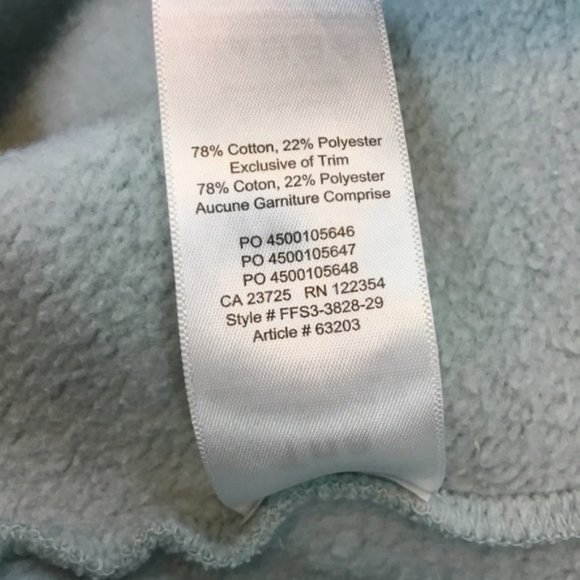 78% Cotton, 22% Polyester
Exclusive of Trim
78% Coton, 22% Polyester
Aucune Garniture Comprise
PO 4500105646
PO 4500105647
PO 4500105648
CA 23725 RN 122354
Style # FFS3-3828-29
Article # 63203